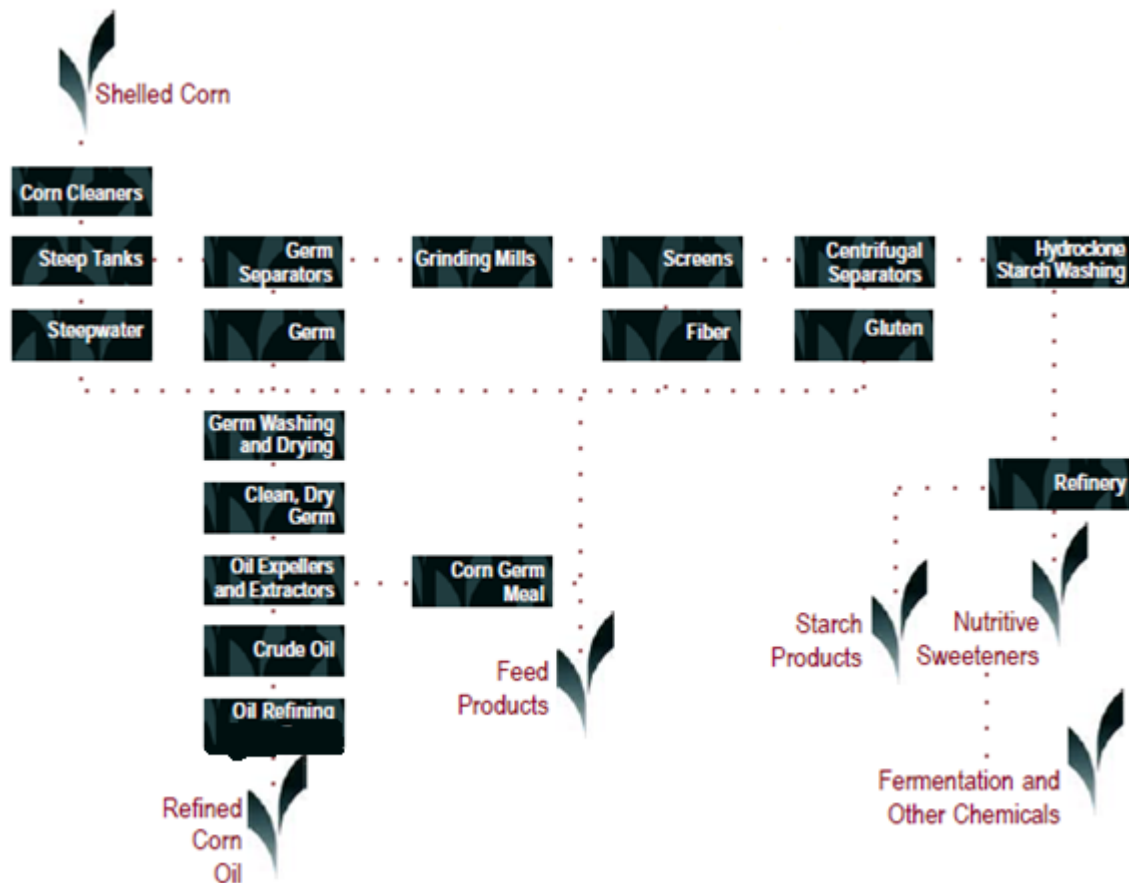 Shelled Corn
Corn Cleaners
Steep Tanks
Germ
Separators
Grinding Mills
Screens
Centrifugal
Separators
Hydroclone
Starch Washing
Steepwater
Germ
Fiber
Gluten
Germ Washing
and Drying
Refinery
Clean, Dry
Germ
Oil Expellers
and Extractors
Corn Germ
Meal
Starch
Products
Nutritive
Sweeteners
Crude Oil
Feed
Products
Oil Refining
Fermentation and
Other Chemicals
Refined
Corn
Oil